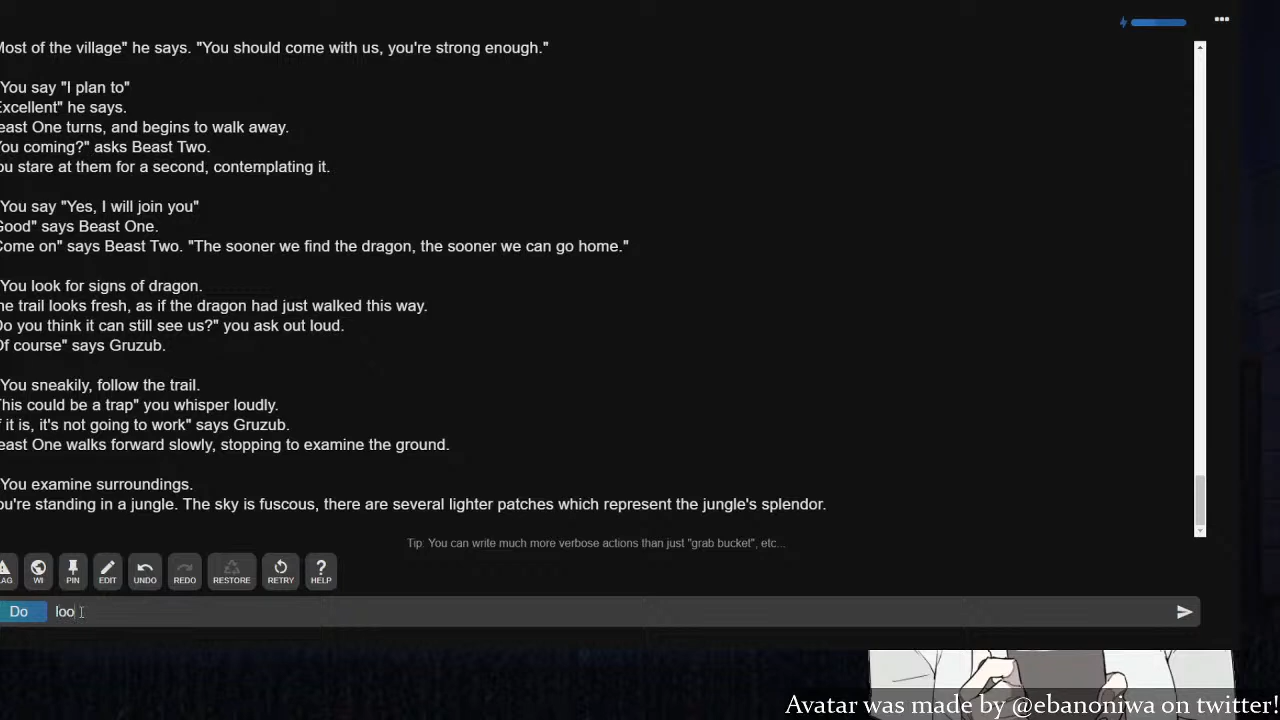 Most of the village" he says. "You should come with us, you're strong enough."
You say "I plan to"
Excellent" he says.
east One turns, and begins to walk away.
You coming?" asks Beast Two.
ou stare at them for a second, contemplating it.
You say "Yes, I will join you"
Good" says Beast One.
Come on" says Beast Two. "The sooner we find the dragon, the sooner we can go home."
You look for signs of dragon.
he trail looks fresh, as if the dragon had just walked this way.
Do you think it can still see us?" you ask out loud.
Of course" says Gruzub.
You sneakily, follow the trail.
This could be a trap" you whisper loudly.
f it is, it's not going to work" says Gruzub.
east One walks forward slowly, stopping to examine the ground.
You examine surroundings.
ou're standing in a jungle. The sky is fuscous, there are several lighter patches which represent the jungle's splendor.
Tip: You can write much more verbose actions than just "grab bucket", etc...
LAG WI PIN EDIT UNDO REDO RESTORE RETRY HELP
Do loo
Avatar was made by @ebanoniwa on twitter!